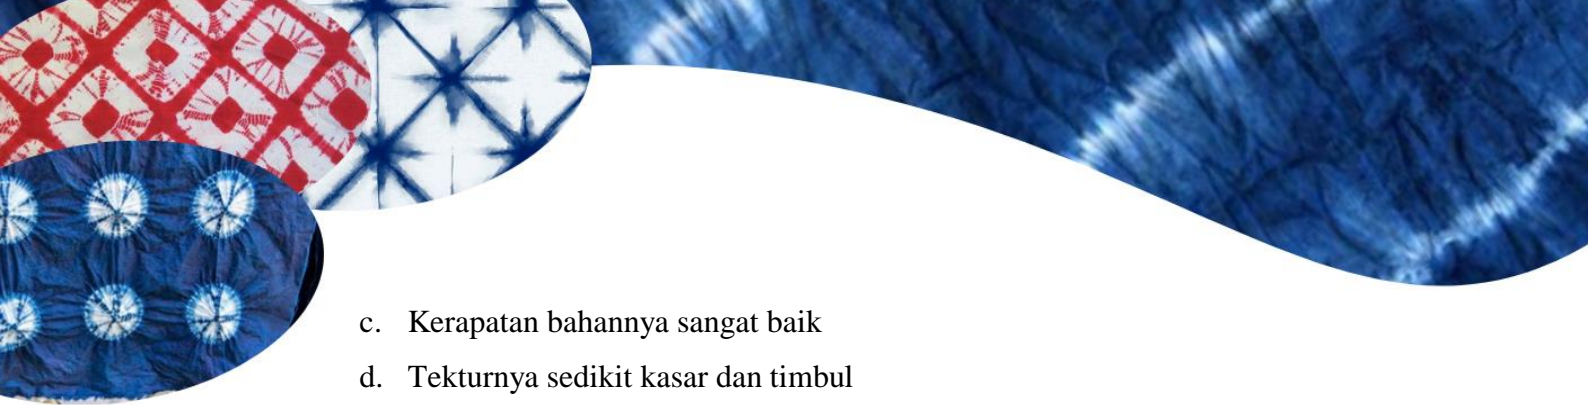 c. Kerapatan bahannya sangat baik
d. Tekturnya sedikit kasar dan timbul